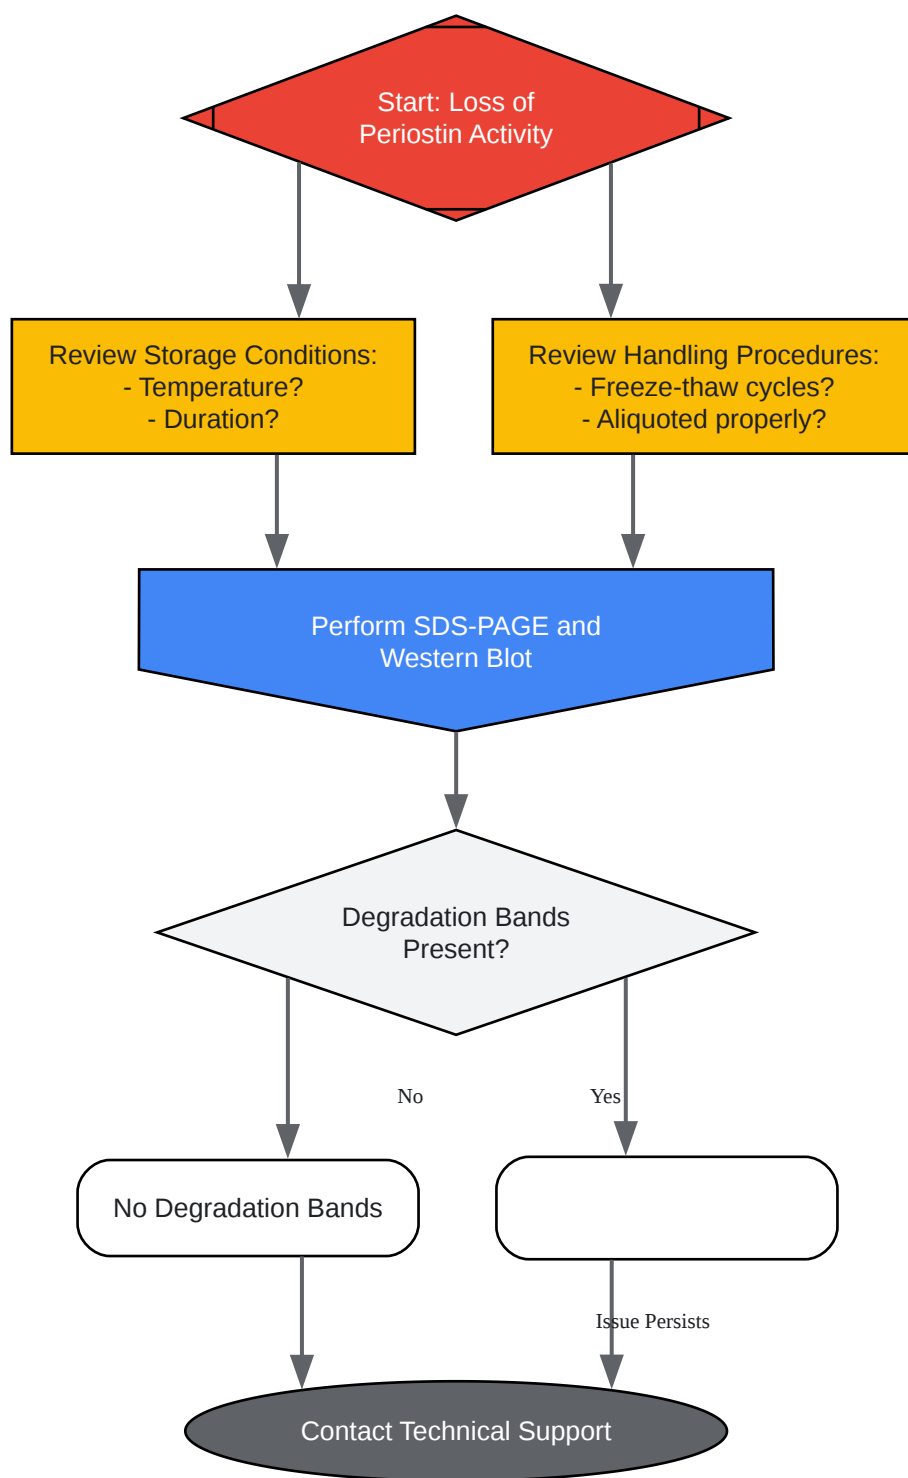 Start: Loss of
Periostin Activity
Review Storage Conditions:
- Temperature?
- Duration?
Review Handling Procedures:
- Freeze-thaw cycles?
- Aliquoted properly?
Perform SDS-PAGE and
Western Blot
Degradation Bands
Present?
No
Yes
No Degradation Bands
Issue Persists
Contact Technical Support